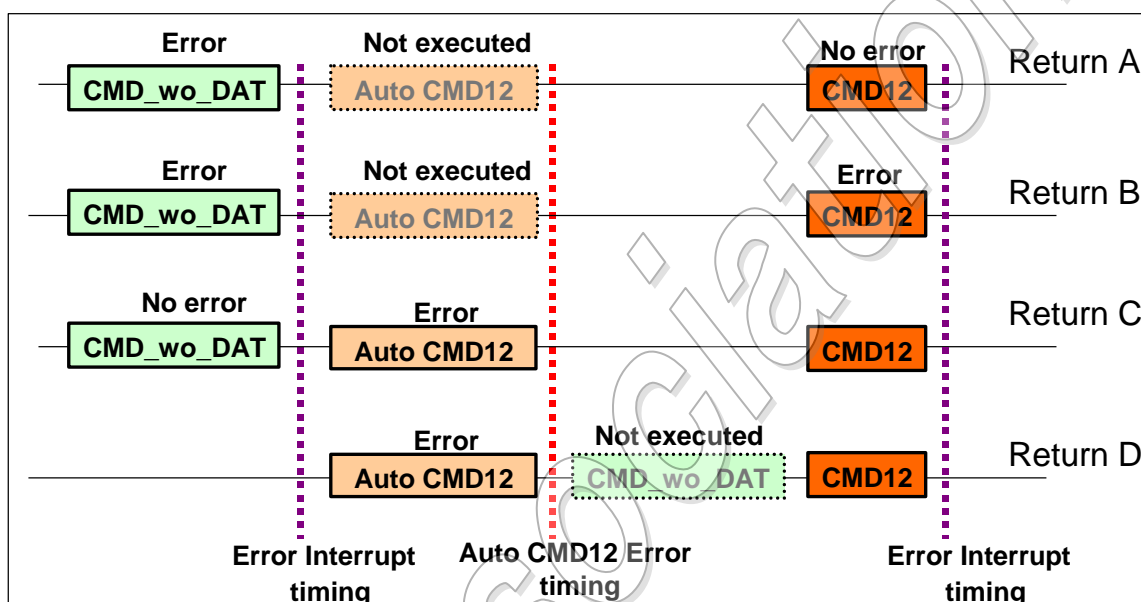 Error Not executed No error Return A
CMD_wo_DAT Auto CMD12 CMD12
Error Not executed Error Return B
CMD_wo_DAT Auto CMD12 CMD12
No error Error Return C
CMD_wo_DAT Auto CMD12 CMD12
Error Not executed Return D
Auto CMD12 CMD_wo_DAT CMD12
Error Interrupt Auto CMD12 Error Error Interrupt
timing timing timing
sociation